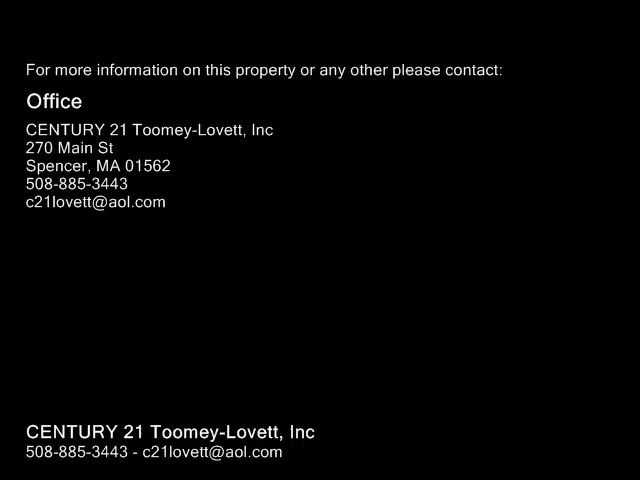 For more information on this property or any other please contact:
Office
CENTURY 21 Toomey-Lovett, Inc
270 Main St
Spencer, MA 01562
508-885-3443
c21lovett@aol.com
CENTURY 21 Toomey-Lovett, Inc
508-885-3443 - c21lovett@aol.com